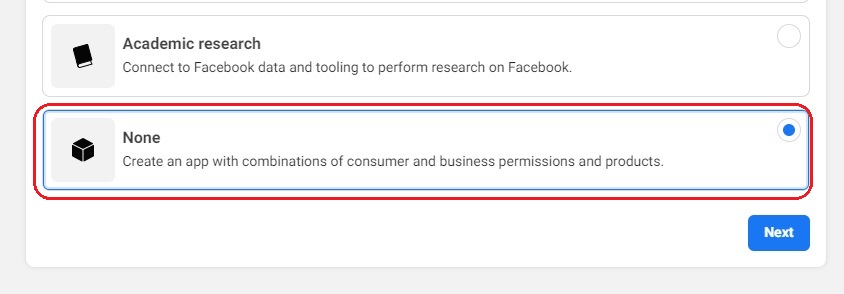 Academic research
Connect to Facebook data and tooling to perform research on Facebook.
None
Create an app with combinations of consumer and business permissions and products.
Next